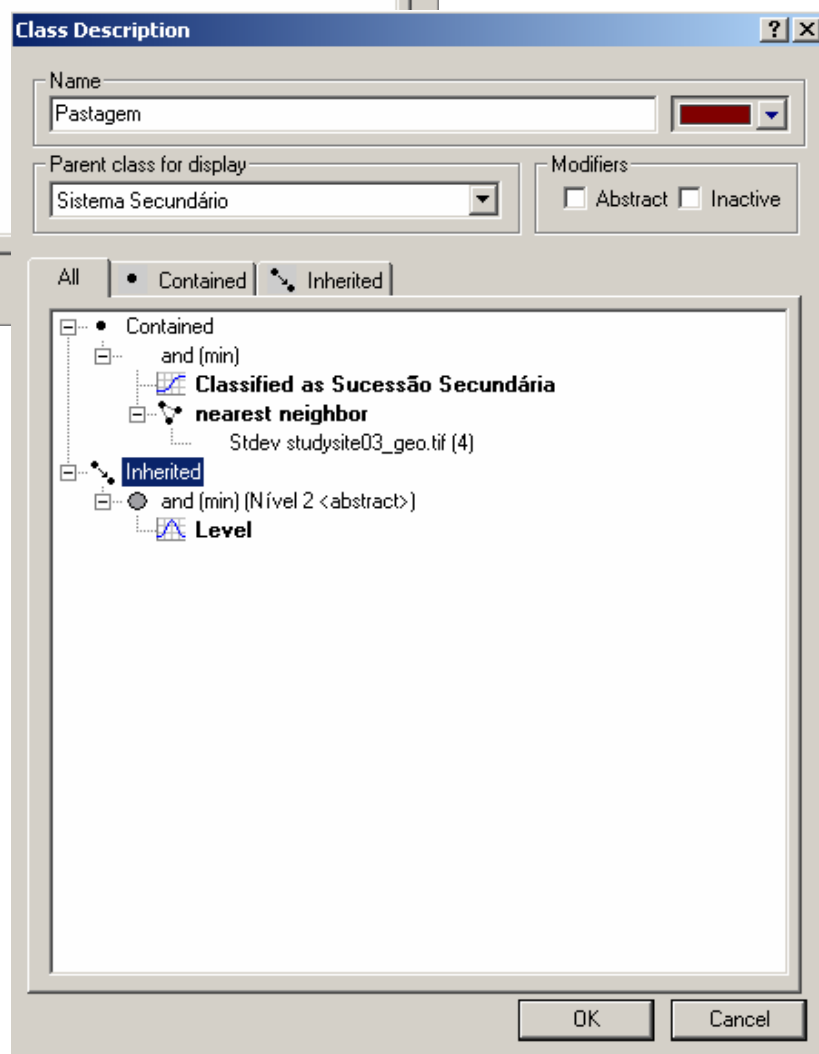 Class Description
Name
Pastagem
Parent class for display
Modifiers
Sistema Secundário
Abstract Inactive
All Contained Inherited
Contained
and (min)
Classified as Sucessão Secundária
nearest neighbor
Stdev studysite03_geo.tif (4)
Inherited
and (min) (Nível 2 <abstract>)
Level
OK Cancel